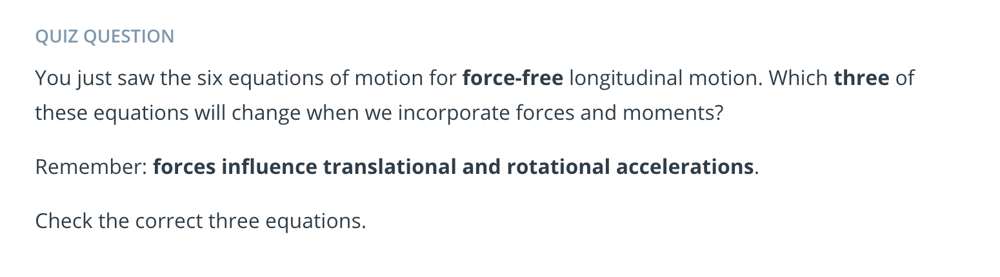 QUIZ QUESTION
You just saw the six equations of motion for force-free longitudinal motion. Which three of
these equations will change when we incorporate forces and moments?
Remember: forces influence translational and rotational accelerations.
Check the correct three equations.